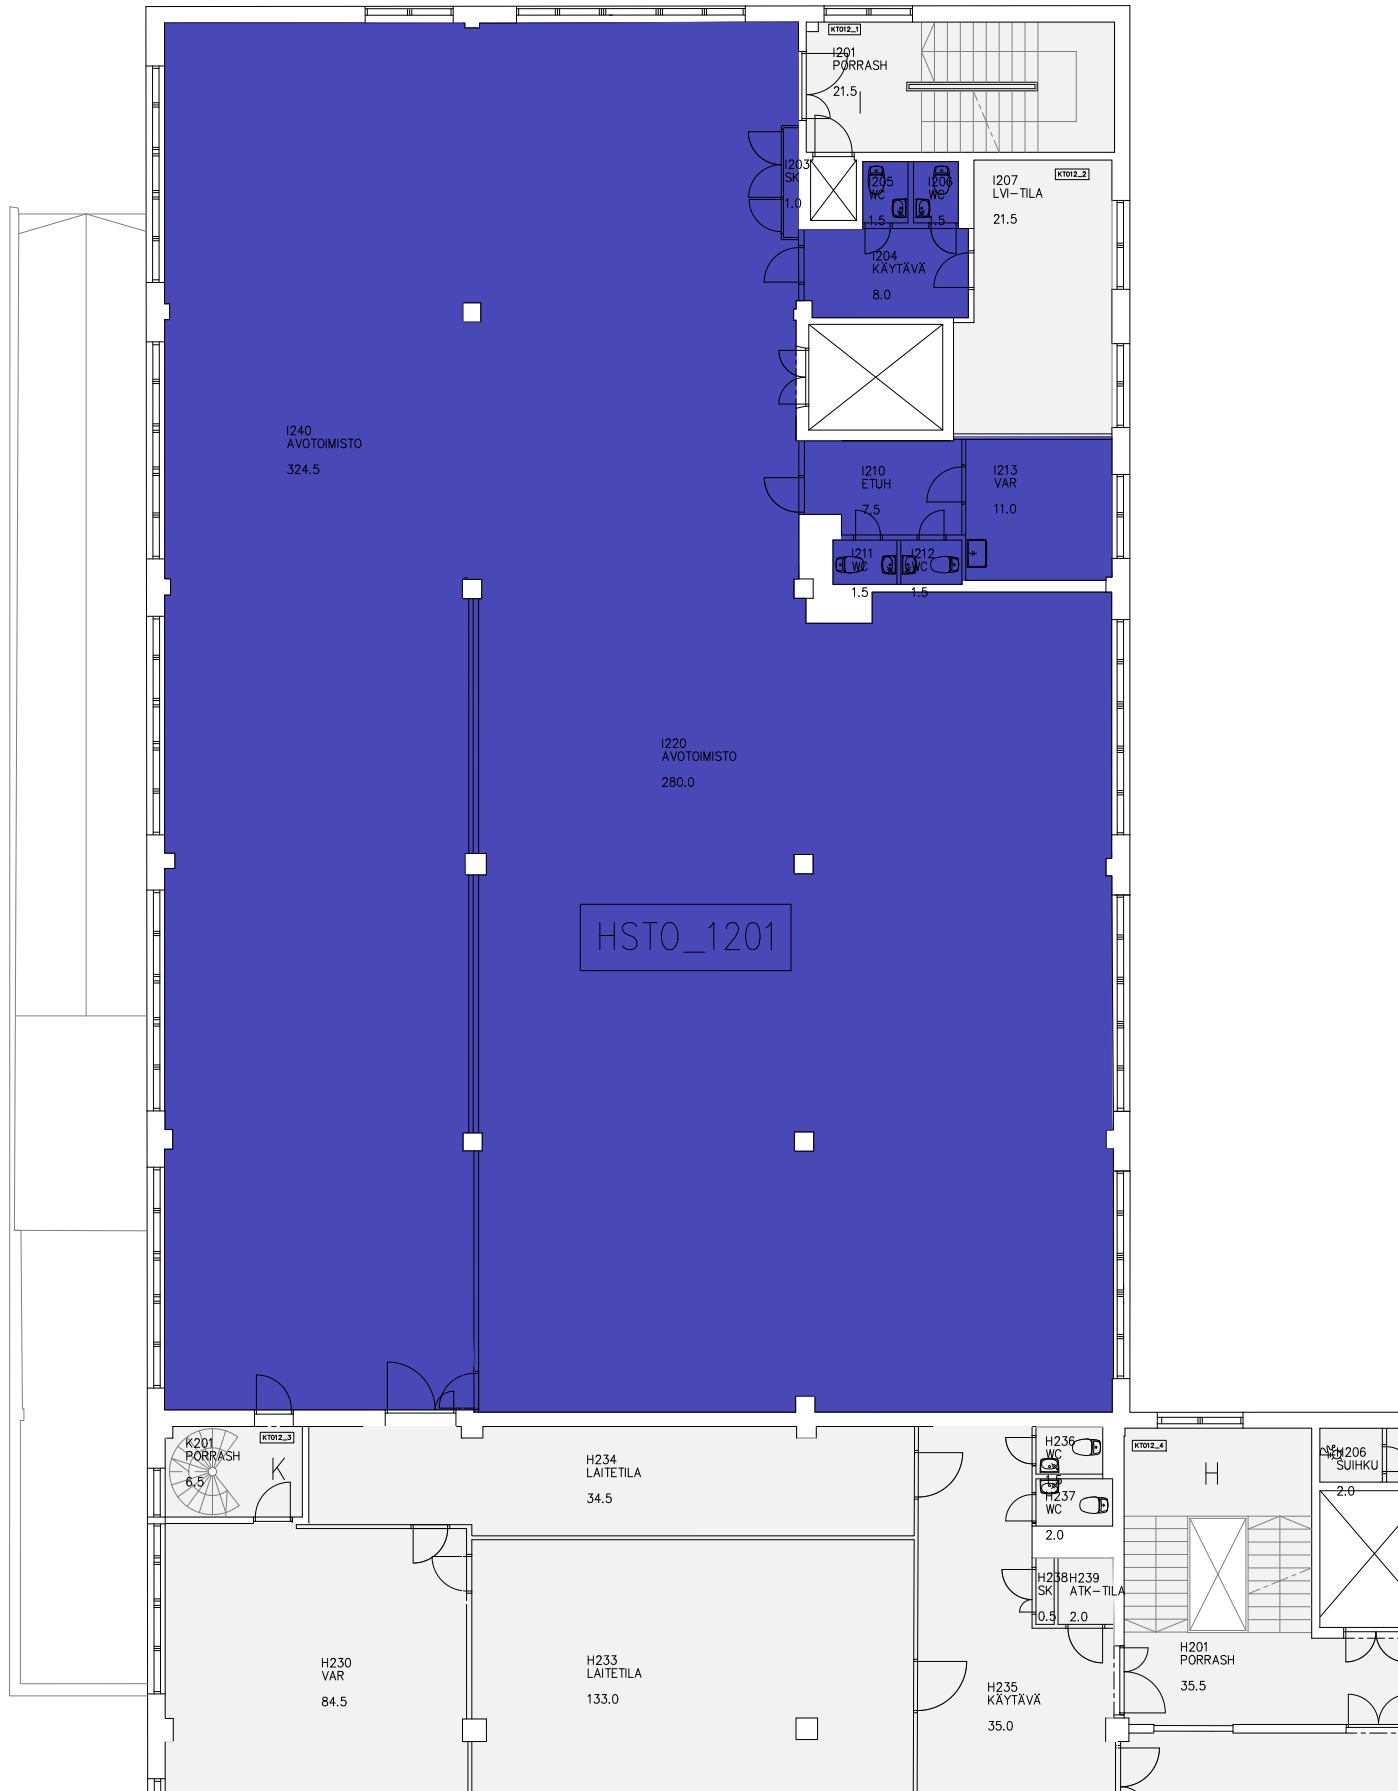 KT012_1
I201
PORRASH
21.5
I203
SK
1.0
I205
WC
1.5
I206
WC
1.5
KT012_2
I207
LVI-TILA
21.5
I204
KÄYTÄVÄ
8.0
I240
AVOTOIMISTO
324.5
I210
ETUH
7.5
I213
VAR
11.0
I211
WC
1.5
I212
WC
1.5
I220
AVOTOIMISTO
280.0
HSTO_1201
K201
PORRASH
6.5
KT012_3
K
H234
LAITETILA
34.5
H236
WC
1.5
H237
WC
2.0
KT012_4
H
H206
SUIHKU
2.0
H238
SK
0.5
H239
ATK-TILA
2.0
H230
VAR
84.5
H233
LAITETILA
133.0
H235
KÄYTÄVÄ
35.0
H201
PORRASH
35.5